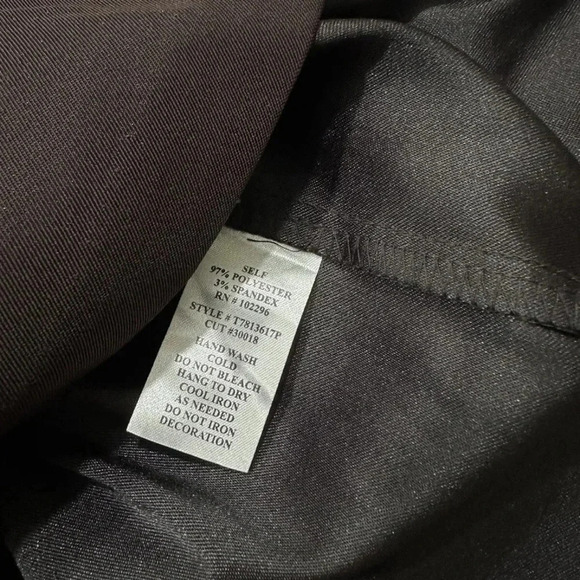 SELF
97% POLYESTER
3% SPANDEX
RN # 102296
STYLE # T7813617P
CUT #30018
HAND WASH
COLD
DO NOT BLEACH
HANG TO DRY
COOL IRON
AS NEEDED
DO NOT IRON
DECORATION